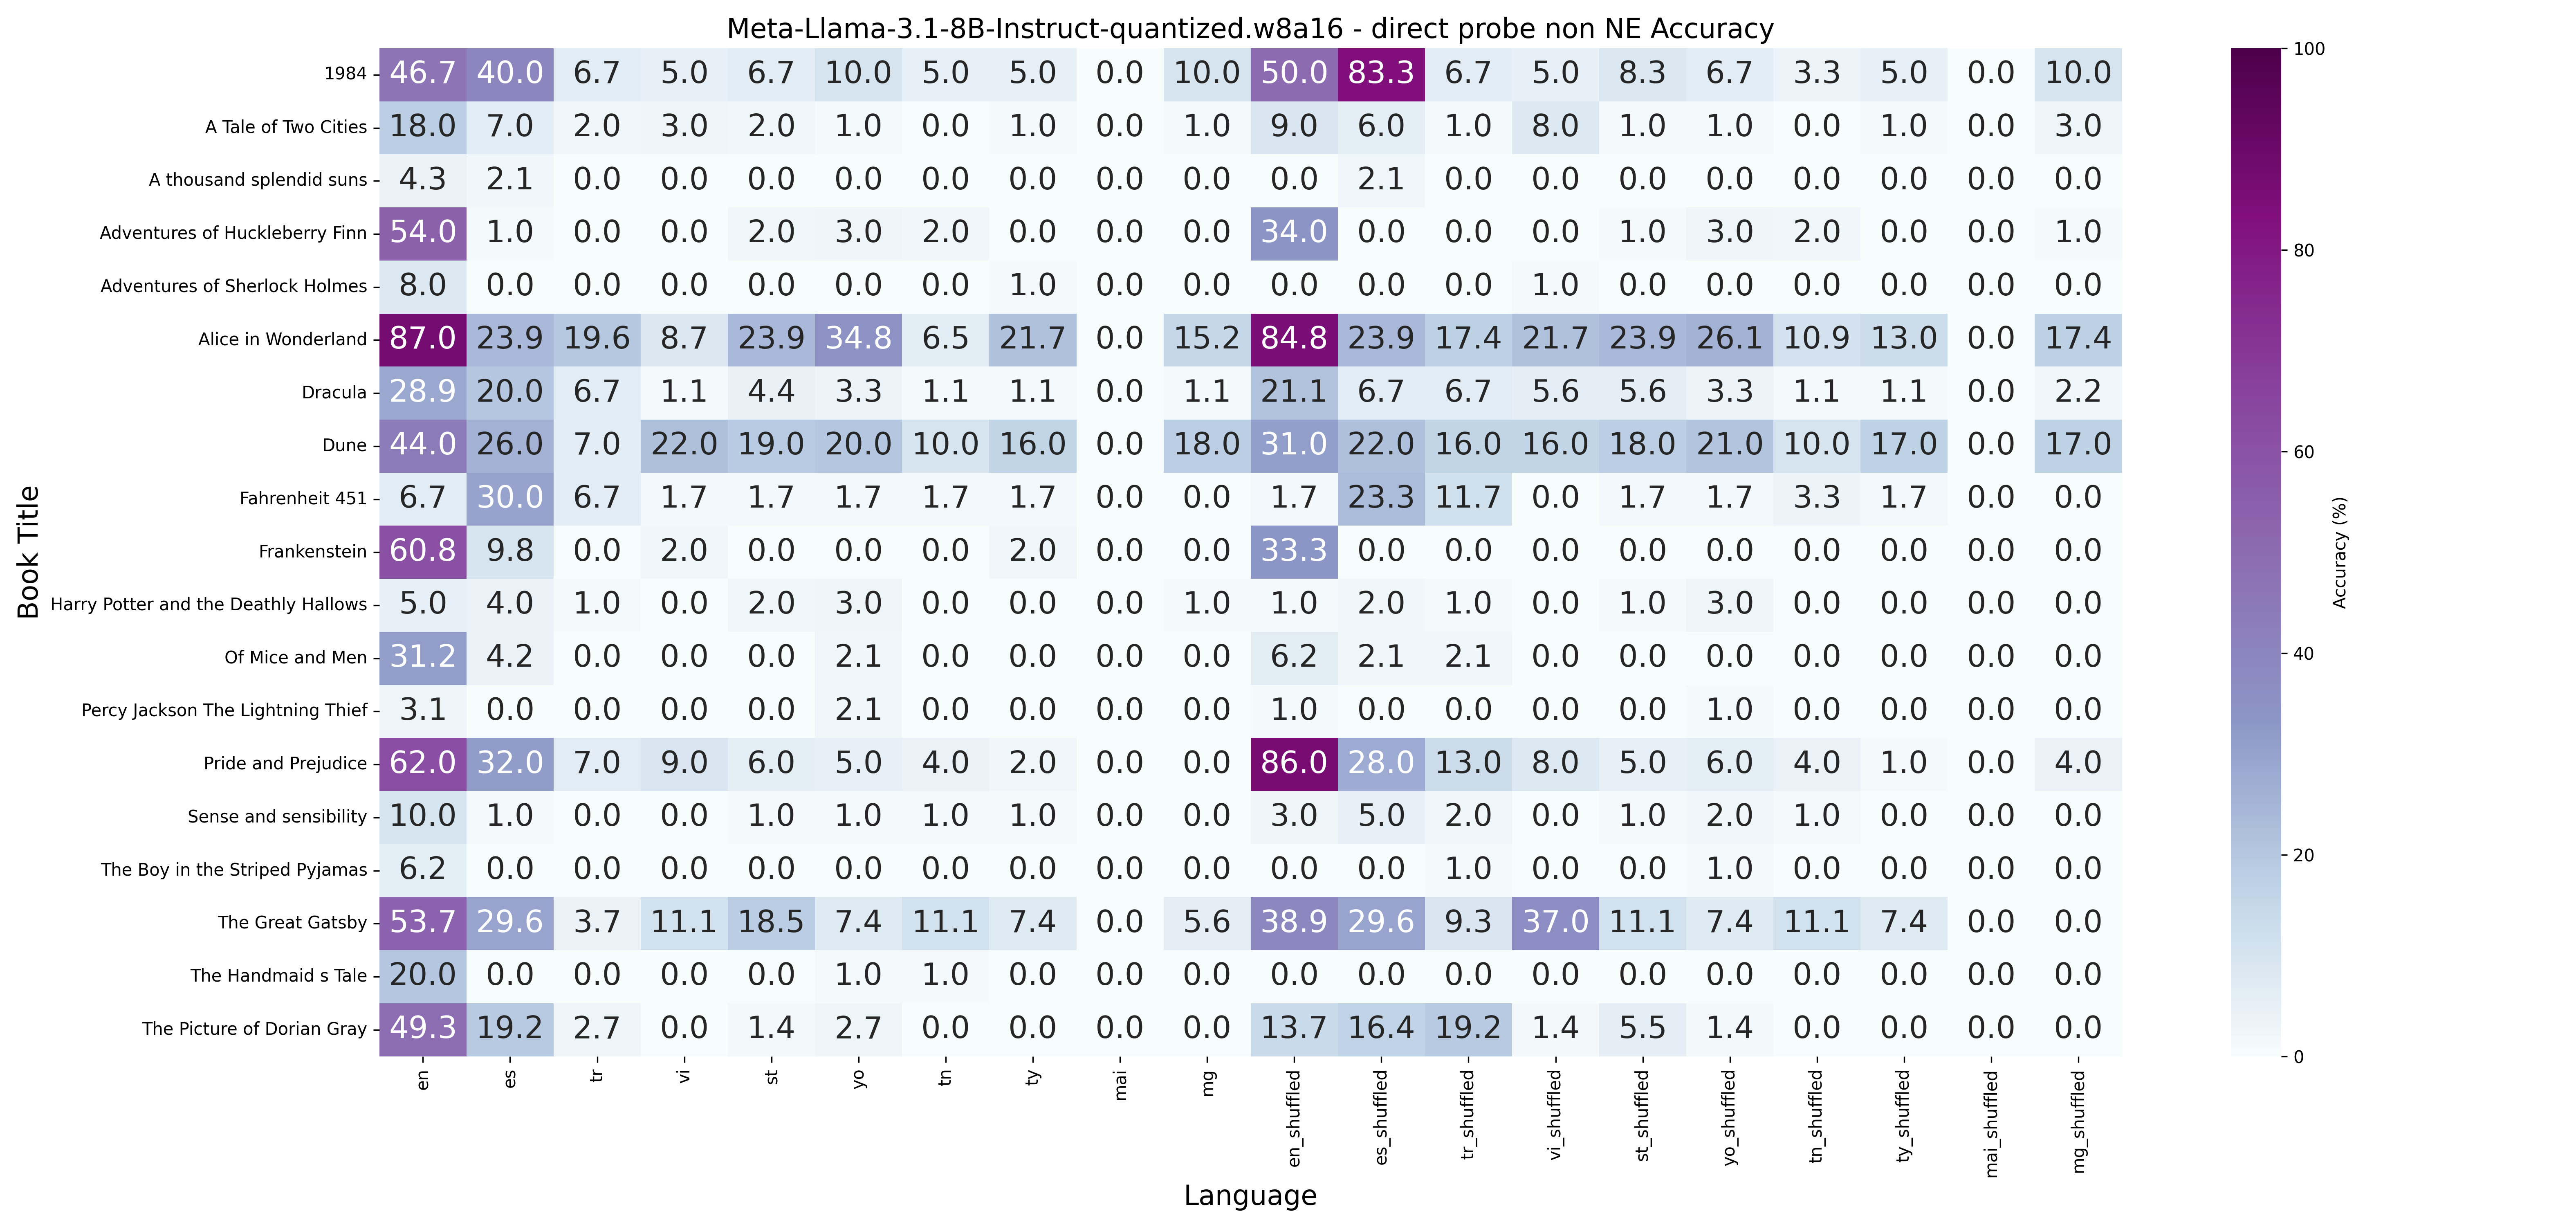 Meta-Llama-3.1-8B-Instruct-quantized.w8a16 - direct probe non NE Accuracy
Book Title
1984 46.7 40.0 6.7 5.0 6.7 10.0 5.0 5.0 0.0 10.0 50.0 83.3 6.7 5.0 8.3 6.7 3.3 5.0 0.0 10.0
A Tale of Two Cities 18.0 7.0 2.0 3.0 2.0 1.0 0.0 1.0 0.0 1.0 9.0 6.0 1.0 8.0 1.0 1.0 0.0 1.0 0.0 3.0
A thousand splendid suns 4.3 2.1 0.0 0.0 0.0 0.0 0.0 0.0 0.0 0.0 0.0 2.1 0.0 0.0 0.0 0.0 0.0 0.0 0.0 0.0
Adventures of Huckleberry Finn 54.0 1.0 0.0 0.0 2.0 3.0 2.0 0.0 0.0 0.0 34.0 0.0 0.0 0.0 1.0 3.0 2.0 0.0 0.0 1.0
Adventures of Sherlock Holmes 8.0 0.0 0.0 0.0 0.0 0.0 0.0 1.0 0.0 0.0 0.0 0.0 0.0 1.0 0.0 0.0 0.0 0.0 0.0 0.0
Alice in Wonderland 87.0 23.9 19.6 8.7 23.9 34.8 6.5 21.7 0.0 15.2 84.8 23.9 17.4 21.7 23.9 26.1 10.9 13.0 0.0 17.4
Dracula 28.9 20.0 6.7 1.1 4.4 3.3 1.1 1.1 0.0 1.1 21.1 6.7 6.7 5.6 5.6 3.3 1.1 1.1 0.0 2.2
Dune 44.0 26.0 7.0 22.0 19.0 20.0 10.0 16.0 0.0 18.0 31.0 22.0 16.0 16.0 18.0 21.0 10.0 17.0 0.0 17.0
Fahrenheit 451 6.7 30.0 6.7 1.7 1.7 1.7 1.7 1.7 0.0 0.0 1.7 23.3 11.7 0.0 1.7 1.7 3.3 1.7 0.0 0.0
Frankenstein 60.8 9.8 0.0 2.0 0.0 0.0 0.0 2.0 0.0 0.0 33.3 0.0 0.0 0.0 0.0 0.0 0.0 0.0 0.0 0.0
Harry Potter and the Deathly Hallows 5.0 4.0 1.0 0.0 2.0 3.0 0.0 0.0 0.0 1.0 1.0 2.0 1.0 0.0 1.0 3.0 0.0 0.0 0.0 0.0
Of Mice and Men 31.2 4.2 0.0 0.0 0.0 2.1 0.0 0.0 0.0 0.0 6.2 2.1 2.1 0.0 0.0 0.0 0.0 0.0 0.0 0.0
Percy Jackson The Lightning Thief 3.1 0.0 0.0 0.0 0.0 2.1 0.0 0.0 0.0 0.0 1.0 0.0 0.0 0.0 0.0 1.0 0.0 0.0 0.0 0.0
Pride and Prejudice 62.0 32.0 7.0 9.0 6.0 5.0 4.0 2.0 0.0 0.0 86.0 28.0 13.0 8.0 5.0 6.0 4.0 1.0 0.0 4.0
Sense and sensibility 10.0 1.0 0.0 0.0 1.0 1.0 1.0 1.0 0.0 0.0 3.0 5.0 2.0 0.0 1.0 2.0 1.0 0.0 0.0 0.0
The Boy in the Striped Pyjamas 6.2 0.0 0.0 0.0 0.0 0.0 0.0 0.0 0.0 0.0 0.0 0.0 1.0 0.0 0.0 1.0 0.0 0.0 0.0 0.0
The Great Gatsby 53.7 29.6 3.7 11.1 18.5 7.4 11.1 7.4 0.0 5.6 38.9 29.6 9.3 37.0 11.1 7.4 11.1 7.4 0.0 0.0
The Handmaid s Tale 20.0 0.0 0.0 0.0 0.0 1.0 1.0 0.0 0.0 0.0 0.0 0.0 0.0 0.0 0.0 0.0 0.0 0.0 0.0 0.0
The Picture of Dorian Gray 49.3 19.2 2.7 0.0 1.4 2.7 0.0 0.0 0.0 0.0 13.7 16.4 19.2 1.4 5.5 1.4 0.0 0.0 0.0 0.0
en es tr vi st yo tn ty mai mg en_shuffled es_shuffled tr_shuffled vi_shuffled st_shuffled yo_shuffled tn_shuffled ty_shuffled mai_shuffled mg_shuffled
Language
100
80
60
40
20
0
Accuracy (%)